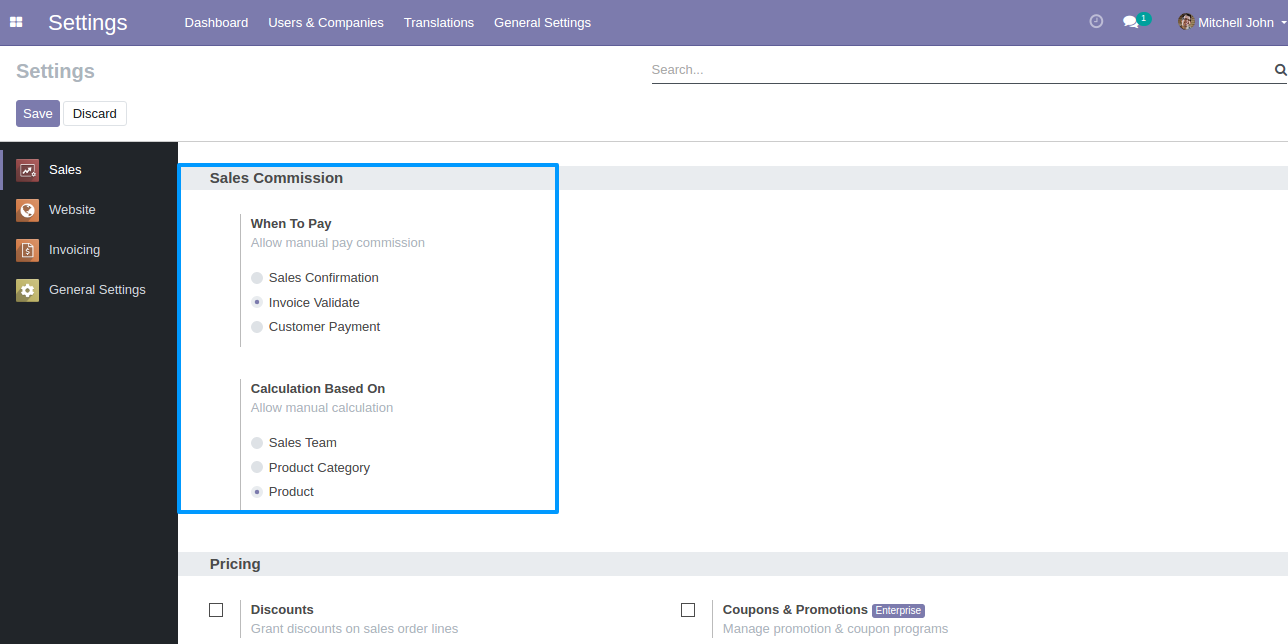 Settings
Dashboard Users & Companies Translations General Settings
1
Mitchell John
Settings
Search...
Save Discard
Sales
Website
Invoicing
General Settings
Sales Commission
When To Pay
Allow manual pay commission
Sales Confirmation
Invoice Validate
Customer Payment
Calculation Based On
Allow manual calculation
Sales Team
Product Category
Product
Pricing
Discounts
Grant discounts on sales order lines
Coupons & Promotions Enterprise
Manage promotion & coupon programs